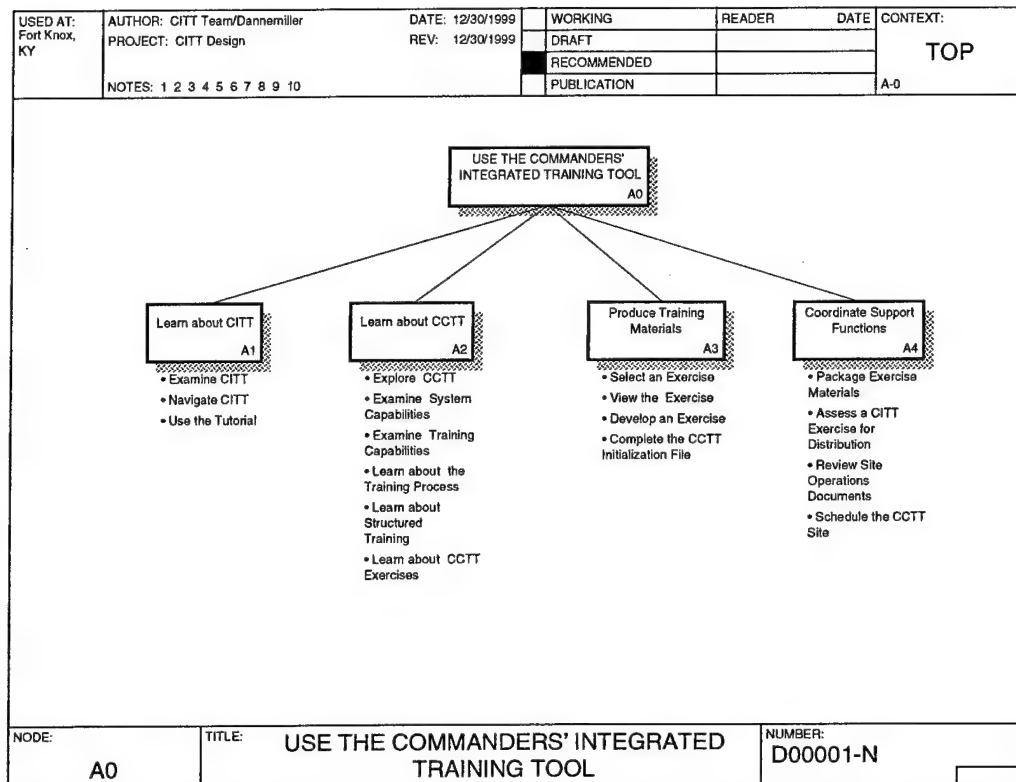 USED AT:
Fort Knox,
KY
AUTHOR: CITT Team/Dannemiller
DATE: 12/30/1999
PROJECT: CITT Design
REV: 12/30/1999
NOTES: 1 2 3 4 5 6 7 8 9 10
WORKING
DRAFT
RECOMMENDED
PUBLICATION
READER
DATE
CONTEXT:
TOP
A-0
USE THE COMMANDERS'
INTEGRATED TRAINING TOOL
A0
Learn about CITT
A1
• Examine CITT
• Navigate CITT
• Use the Tutorial
Learn about CCTT
A2
• Explore CCTT
• Examine System
Capabilities
• Examine Training
Capabilities
• Learn about the
Training Process
• Learn about
Structured
Training
• Learn about CCTT
Exercises
Produce Training
Materials
A3
• Select an Exercise
• View the Exercise
• Develop an Exercise
• Complete the CCTT
Initialization File
Coordinate Support
Functions
A4
• Package Exercise
Materials
• Assess a CITT
Exercise for
Distribution
• Review Site
Operations
Documents
• Schedule the CCTT
Site
NODE:
A0
TITLE:
USE THE COMMANDERS' INTEGRATED
TRAINING TOOL
NUMBER:
D00001-N